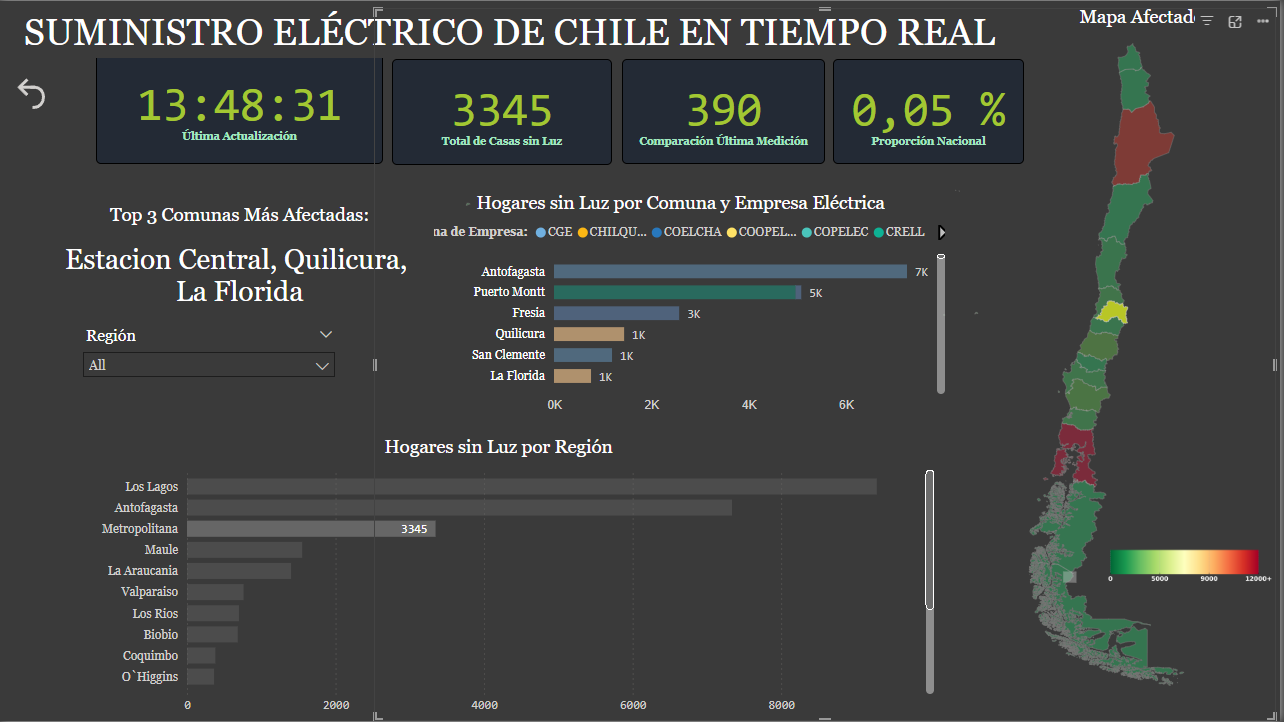 SUMINISTRO ELÉCTRICO DE CHILE EN TIEMPO REAL
Mapa Afectad
13:48:31
Última Actualización
3345
Total de Casas sin Luz
390
Comparación Última Medición
0,05 %
Proporción Nacional
Top 3 Comunas Más Afectadas:
Estacion Central, Quilicura,
La Florida
Región
All
Hogares sin Luz por Comuna y Empresa Eléctrica
na de Empresa: CGE CHILQU... COELCHA COOPEL... COPELEC CRELL
Antofagasta 7K
Puerto Montt 5K
Fresia 3K
Quilicura 1K
San Clemente 1K
La Florida 1K
0K 2K 4K 6K
Hogares sin Luz por Región
Los Lagos
Antofagasta
Metropolitana 3345
Maule
La Araucania
Valparaiso
Los Rios
Biobio
Coquimbo
O`Higgins
0 2000 4000 6000 8000
0 5000 9000 12000+